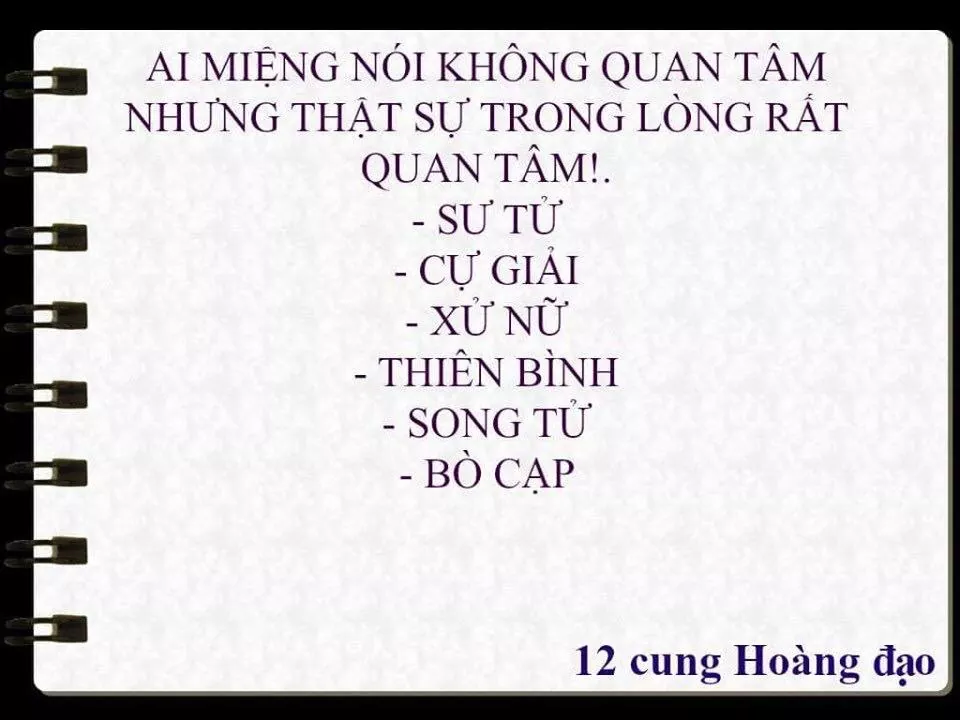 AI MIỆNG NÓI KHÔNG QUAN TÂM
NHƯNG THẬT SỰ TRONG LÒNG RẤT
QUAN TÂM!.
- SƯ TỬ
- CỰ GIẢI
- XỬ NỮ
- THIÊN BÌNH
- SONG TỬ
- BÒ CẠP
12 cung Hoàng đạo